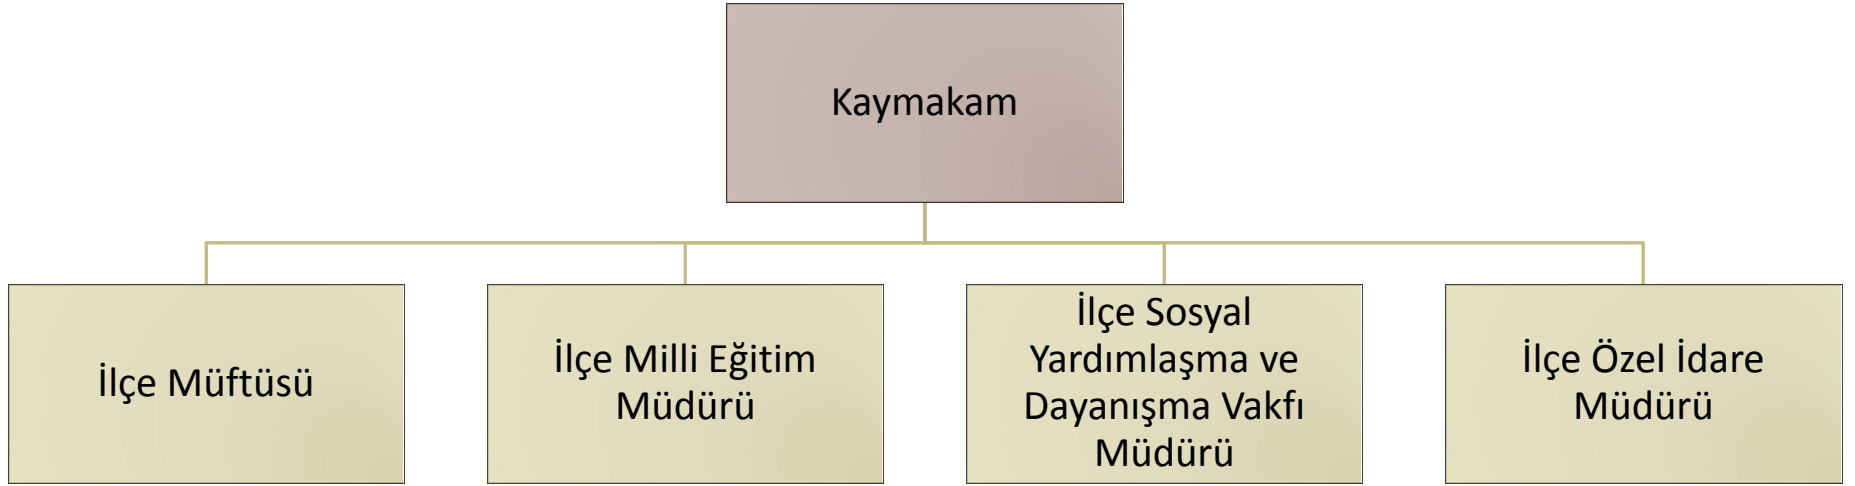 Kaymakam
İlçe Müftüsü
İlçe Milli Eğitim
Müdürü
İlçe Sosyal
Yardımlaşma ve
Dayanışma Vakfı
Müdürü
İlçe Özel İdare
Müdürü